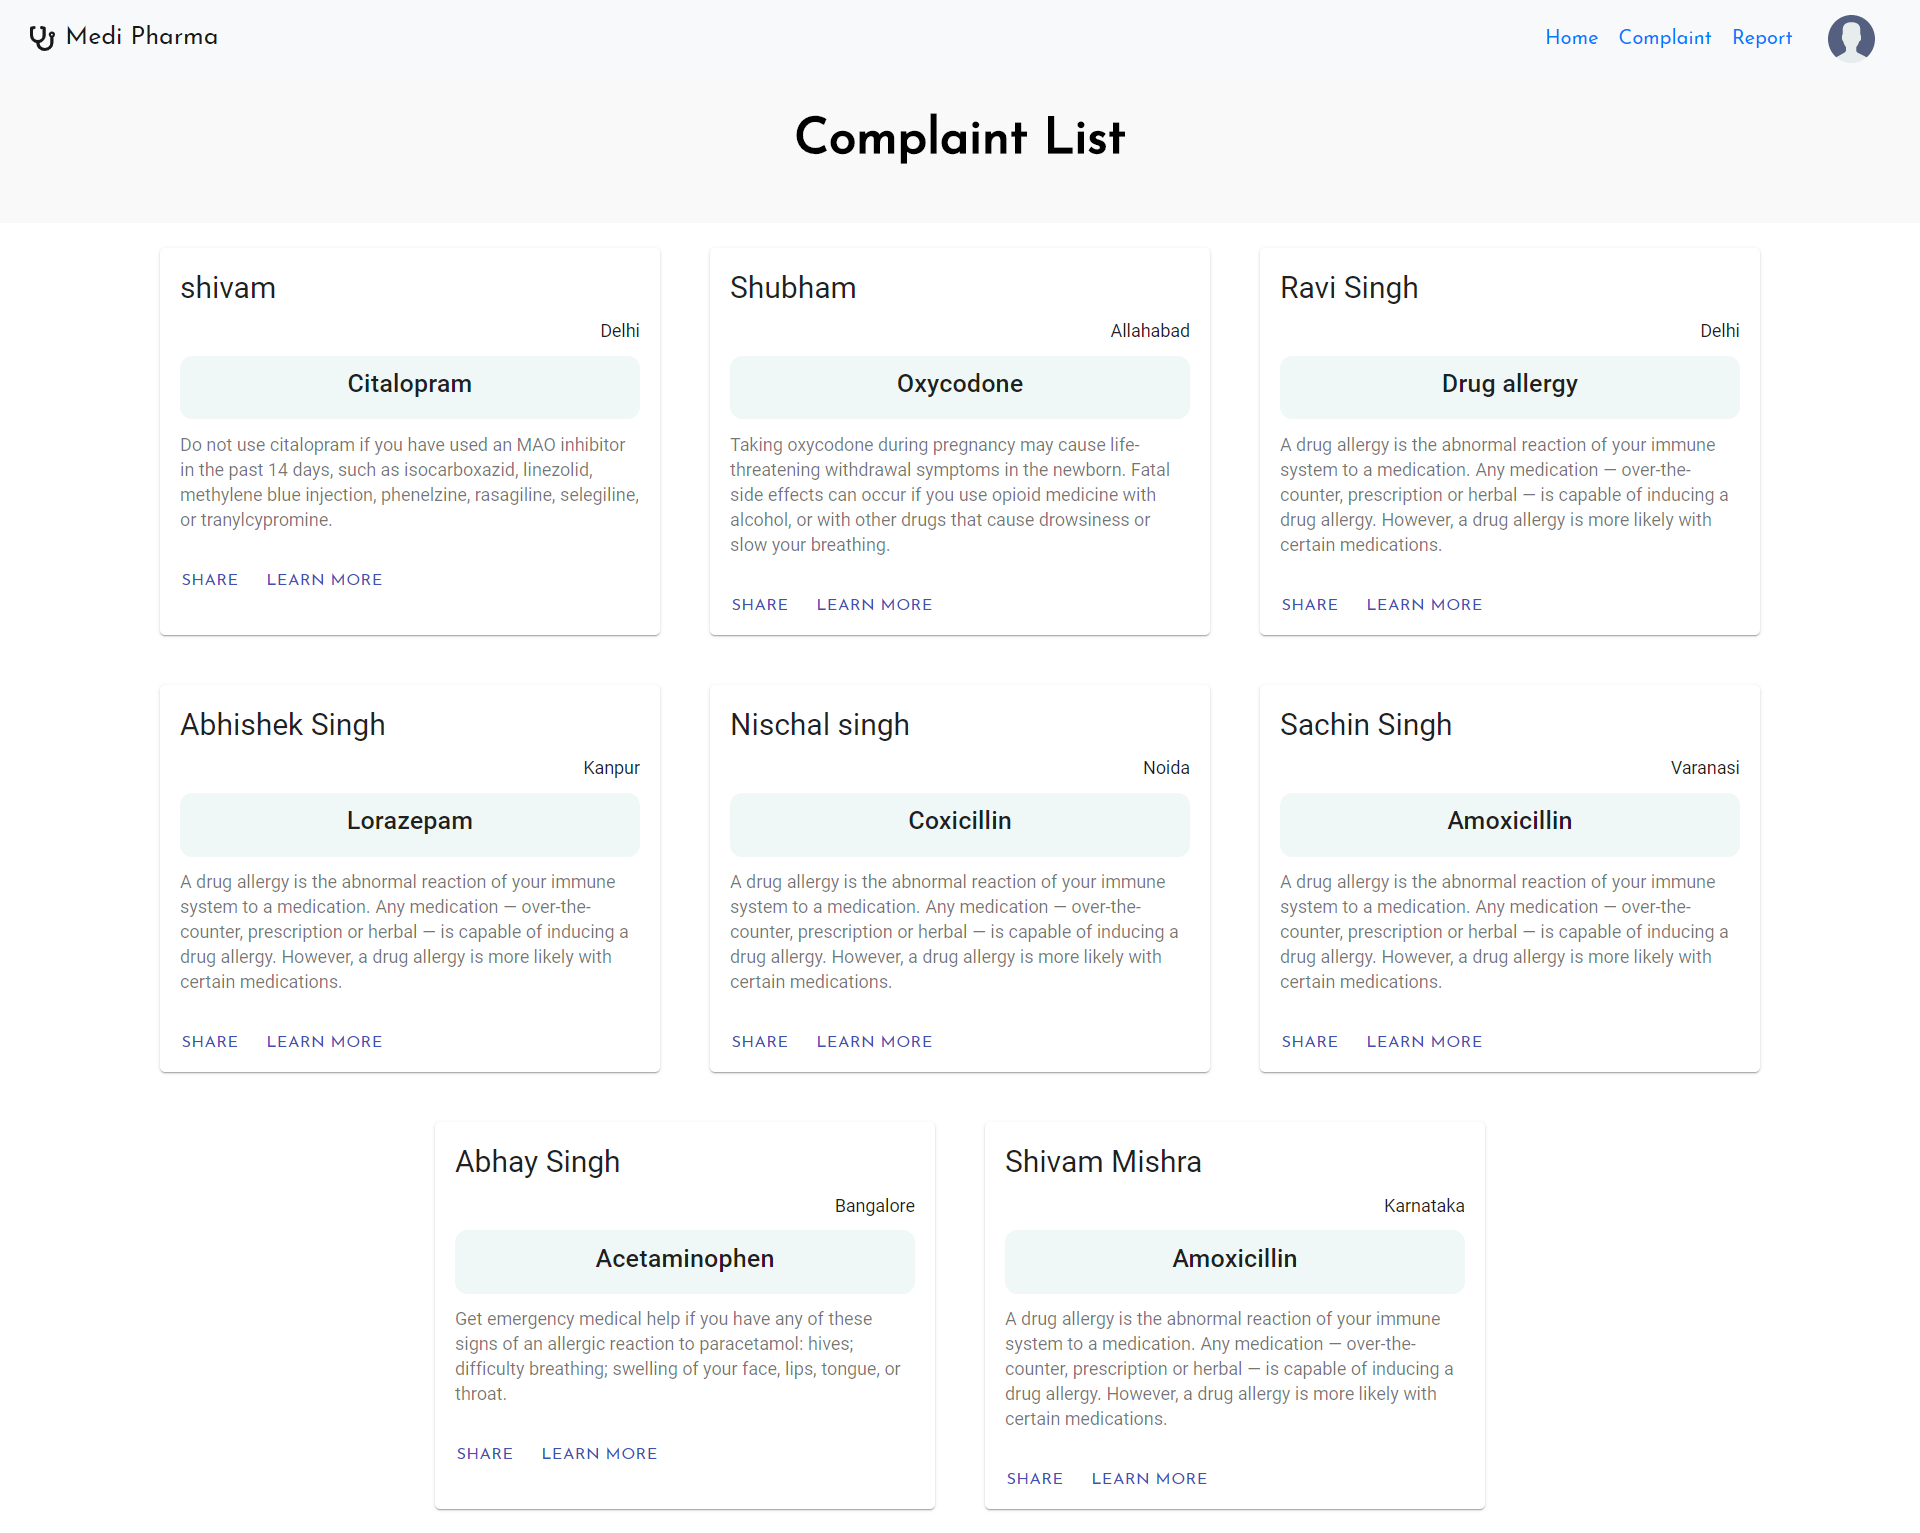 Medi Pharma
Home Complaint Report
Complaint List
shivam
Delhi
Citalopram
Do not use citalopram if you have used an MAO inhibitor
in the past 14 days, such as isocarboxazid, linezolid,
methylene blue injection, phenelzine, rasagiline, selegiline,
or tranylcypromine.
SHARE LEARN MORE
Shubham
Allahabad
Oxycodone
Taking oxycodone during pregnancy may cause life-
threatening withdrawal symptoms in the newborn. Fatal
side effects can occur if you use opioid medicine with
alcohol, or with other drugs that cause drowsiness or
slow your breathing.
SHARE LEARN MORE
Ravi Singh
Delhi
Drug allergy
A drug allergy is the abnormal reaction of your immune
system to a medication. Any medication — over-the-
counter, prescription or herbal — is capable of inducing a
drug allergy. However, a drug allergy is more likely with
certain medications.
SHARE LEARN MORE
Abhishek Singh
Kanpur
Lorazepam
A drug allergy is the abnormal reaction of your immune
system to a medication. Any medication — over-the-
counter, prescription or herbal — is capable of inducing a
drug allergy. However, a drug allergy is more likely with
certain medications.
SHARE LEARN MORE
Nischal singh
Noida
Coxicillin
A drug allergy is the abnormal reaction of your immune
system to a medication. Any medication — over-the-
counter, prescription or herbal — is capable of inducing a
drug allergy. However, a drug allergy is more likely with
certain medications.
SHARE LEARN MORE
Sachin Singh
Varanasi
Amoxicillin
A drug allergy is the abnormal reaction of your immune
system to a medication. Any medication — over-the-
counter, prescription or herbal — is capable of inducing a
drug allergy. However, a drug allergy is more likely with
certain medications.
SHARE LEARN MORE
Abhay Singh
Bangalore
Acetaminophen
Get emergency medical help if you have any of these
signs of an allergic reaction to paracetamol: hives;
difficulty breathing; swelling of your face, lips, tongue, or
throat.
SHARE LEARN MORE
Shivam Mishra
Karnataka
Amoxicillin
A drug allergy is the abnormal reaction of your immune
system to a medication. Any medication — over-the-
counter, prescription or herbal — is capable of inducing a
drug allergy. However, a drug allergy is more likely with
certain medications.
SHARE LEARN MORE